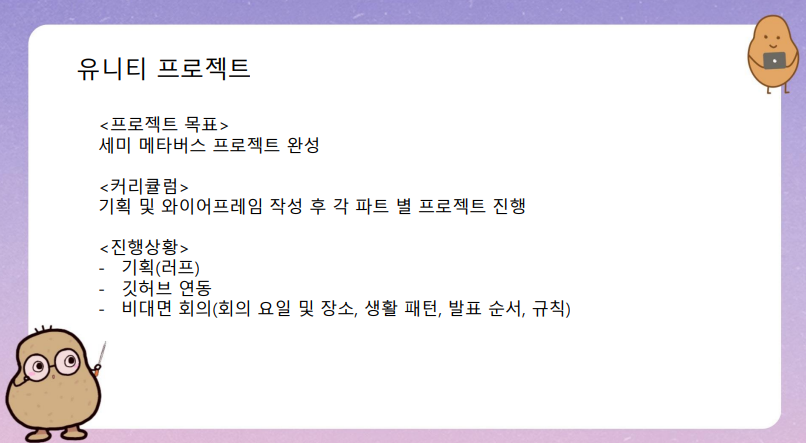 유니티 프로젝트
<프로젝트 목표>
세미 메타버스 프로젝트 완성
<커리큘럼>
기획 및 와이어프레임 작성 후 각 파트 별 프로젝트 진행
<진행상황>
- 기획(러프)
- 깃허브 연동
- 비대면 회의(회의 요일 및 장소, 생활 패턴, 발표 순서, 규칙)